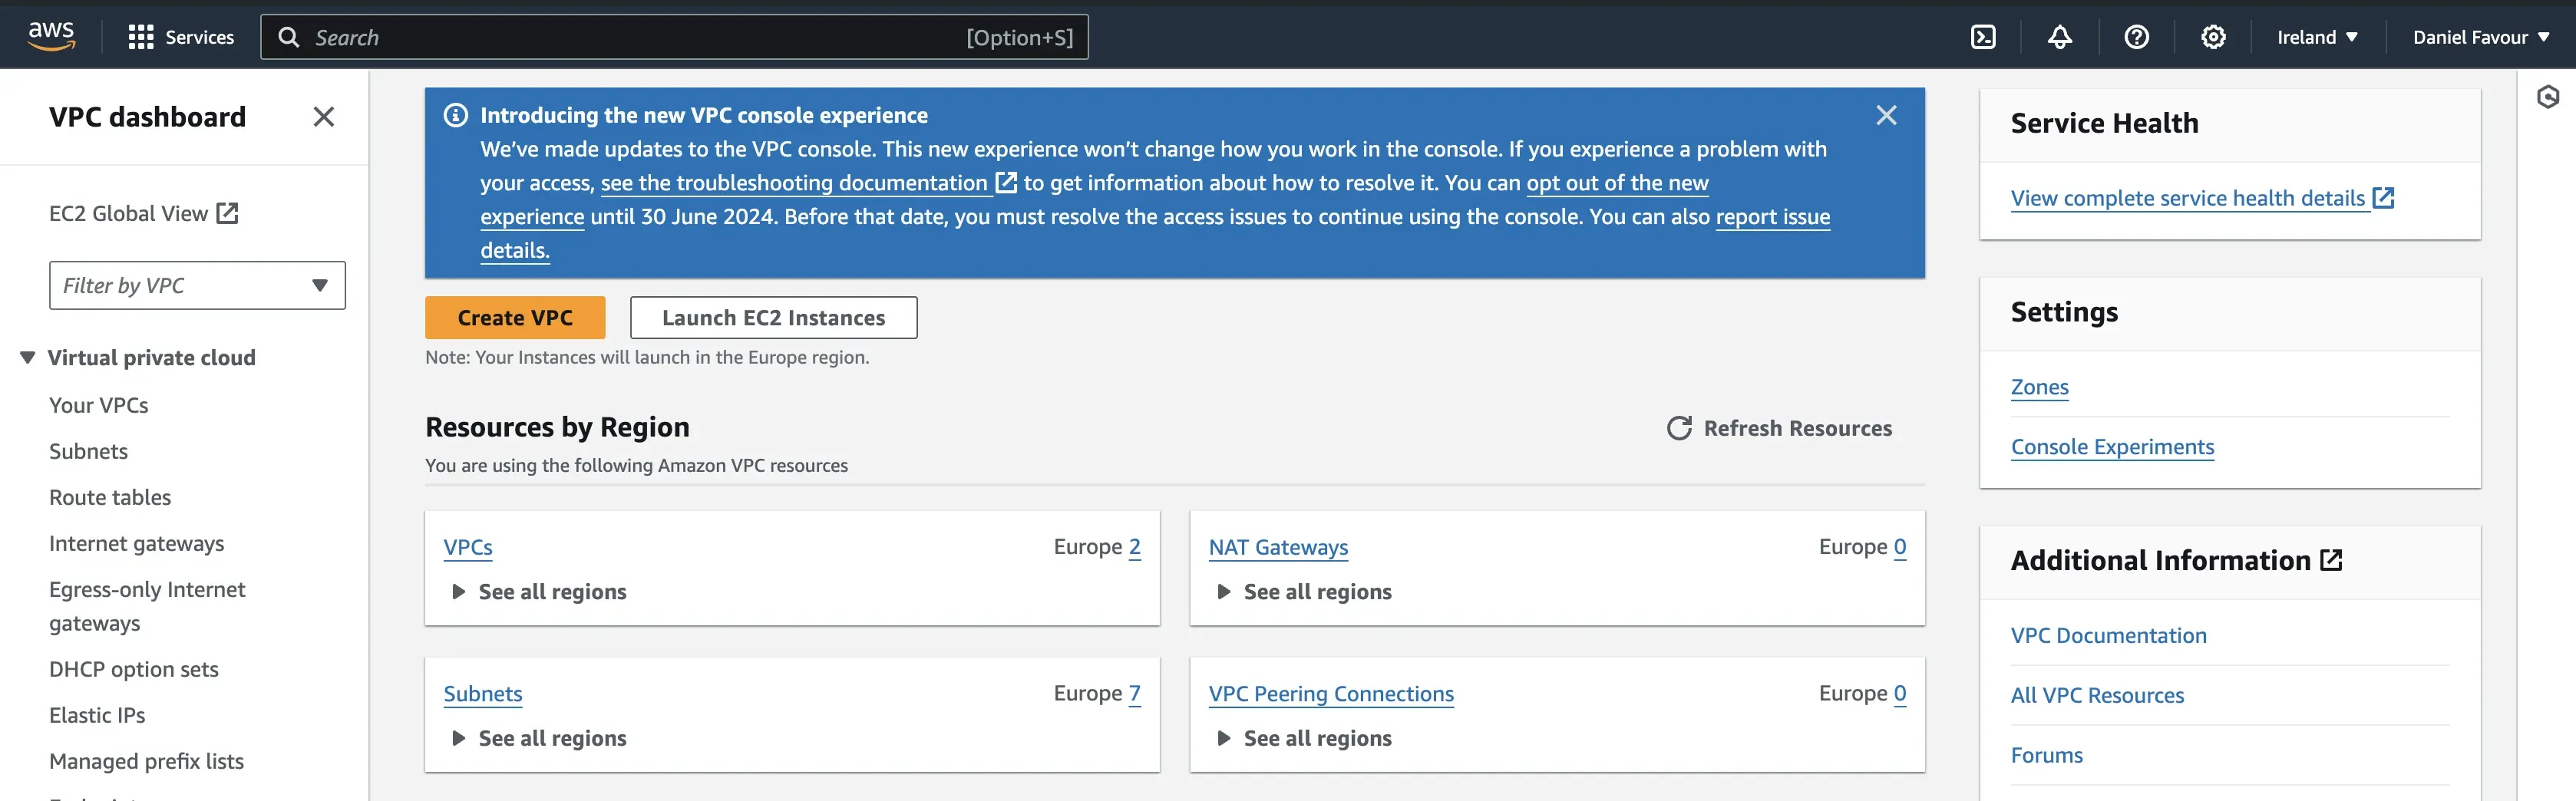 aws
Services
Search
[Option+S]
Ireland
Daniel Favour
VPC dashboard
EC2 Global View
Filter by VPC
Virtual private cloud
Your VPCs
Subnets
Route tables
Internet gateways
Egress-only Internet
gateways
DHCP option sets
Elastic IPs
Managed prefix lists
Introducing the new VPC console experience
We've made updates to the VPC console. This new experience won't change how you work in the console. If you experience a problem with
your access, see the troubleshooting documentation to get information about how to resolve it. You can opt out of the new
experience until 30 June 2024. Before that date, you must resolve the access issues to continue using the console. You can also report issue
details.
Create VPC
Launch EC2 Instances
Note: Your Instances will launch in the Europe region.
Resources by Region
Refresh Resources
You are using the following Amazon VPC resources
VPCs
Europe 2
See all regions
NAT Gateways
Europe 0
See all regions
Subnets
Europe 7
See all regions
VPC Peering Connections
Europe 0
See all regions
Service Health
View complete service health details
Settings
Zones
Console Experiments
Additional Information
VPC Documentation
All VPC Resources
Forums